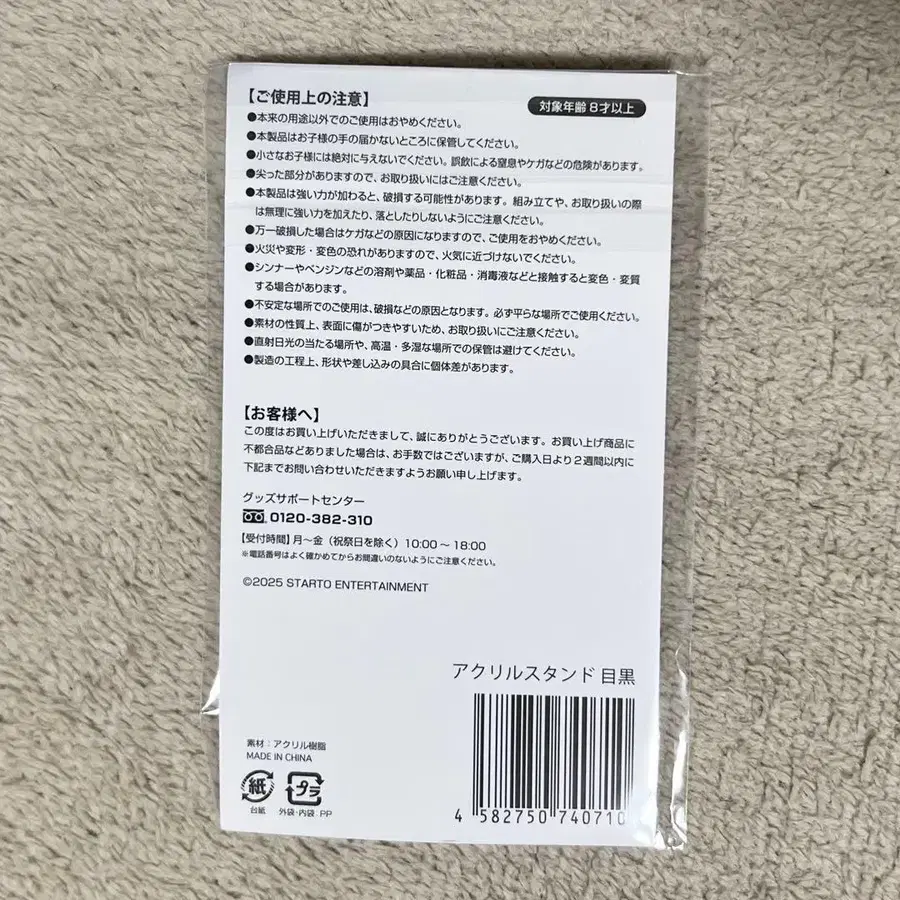 【ご使用上の注意】
対象年齢 8才以上
●本来の用途以外でのご使用はおやめください。
●本製品はお子様の手の届かないところに保管してください。
●小さなお子様には絶対に与えないでください。誤飲による窒息やケガなどの危険があります。
●尖った部分がありますので、お取り扱いにはご注意ください。
●本製品は強い力が加わると、破損する可能性があります。組み立てや、お取り扱いの際
は無理に強い力を加えたり、落としたりしないようにご注意ください。
●万一破損した場合はケガなどの原因になりますので、ご使用をおやめください。
●火災や変形・変色の恐れがありますので、火気に近づけないでください。
●シンナーやベンジンなどの溶剤や薬品・化粧品・消毒液などと接触すると変色・変質
する場合があります。
●不安定な場所でのご使用は、破損などの原因となります。必ず平らな場所でご使用ください。
●素材の性質上、表面に傷がつきやすいため、お取り扱いにご注意ください。
●直射日光の当たる場所や、高温・多湿な場所での保管は避けてください。
●製造の工程上、形状や差し込みの具合に個体差があります。
【お客様へ】
この度はお買い上げいただきまして、誠にありがとうございます。お買い上げ商品に
不都合品などありました場合は、お手数ではございますが、ご購入日より2週間以内に
下記までお問い合わせいただきますようお願い申し上げます。
グッズサポートセンター
0120-382-310
【受付時間】月～金（祝祭日を除く）10:00～18:00
※電話番号はよく確かめてからお間違いのないようにご注意ください。
©2025 STARTO ENTERTAINMENT
アクリルスタンド 目黒
素材：アクリル樹脂
MADE IN CHINA
紙
プラ
台紙
外袋・内袋：PP
4 582750 740710